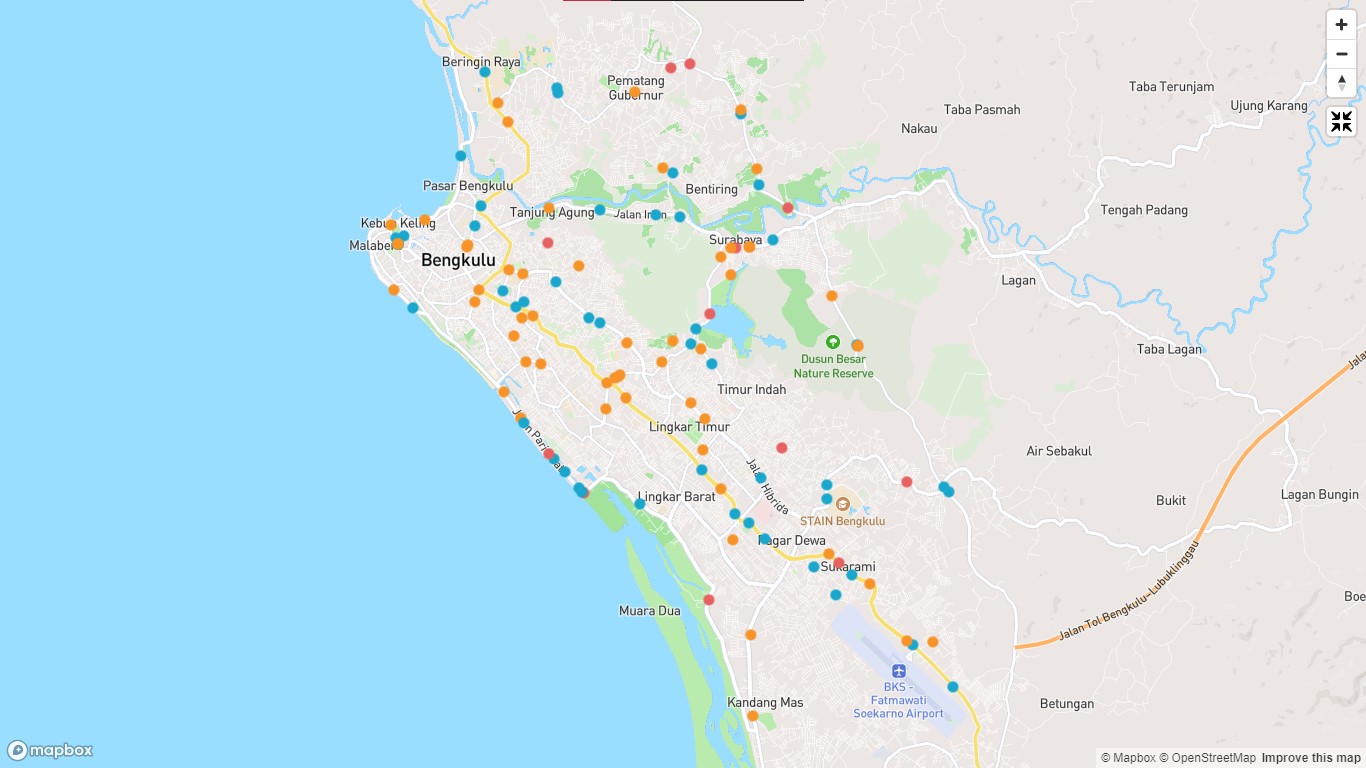 Beringin Raya
Pematang
Gubernur
Taba Terunjam
Ujung Karang
Taba Pasmah
Nakau
Pasar Bengkulu
Bentiring
Tanjung Agung
Jalan Irian
Tengah Padang
Kebun Keling
Malabero
Surabaya
Bengkulu
Lagan
Taba Lagan
Jalan
Dusun Besar
Nature Reserve
Timur Indah
Lingkar Timur
Air Sebakul
Jalan Hibrida
Lingkar Barat
Bukit
Lagan Bungin
STAIN Bengkulu
Pagar Dewa
Sukarami
Jalan Tol Bengkulu-Lubuklinggau
Muara Dua
Boe
BKS -
Fatmawati
Soekarno Airport
Kandang Mas
Betungan
mapbox
© Mapbox © OpenStreetMap Improve this map